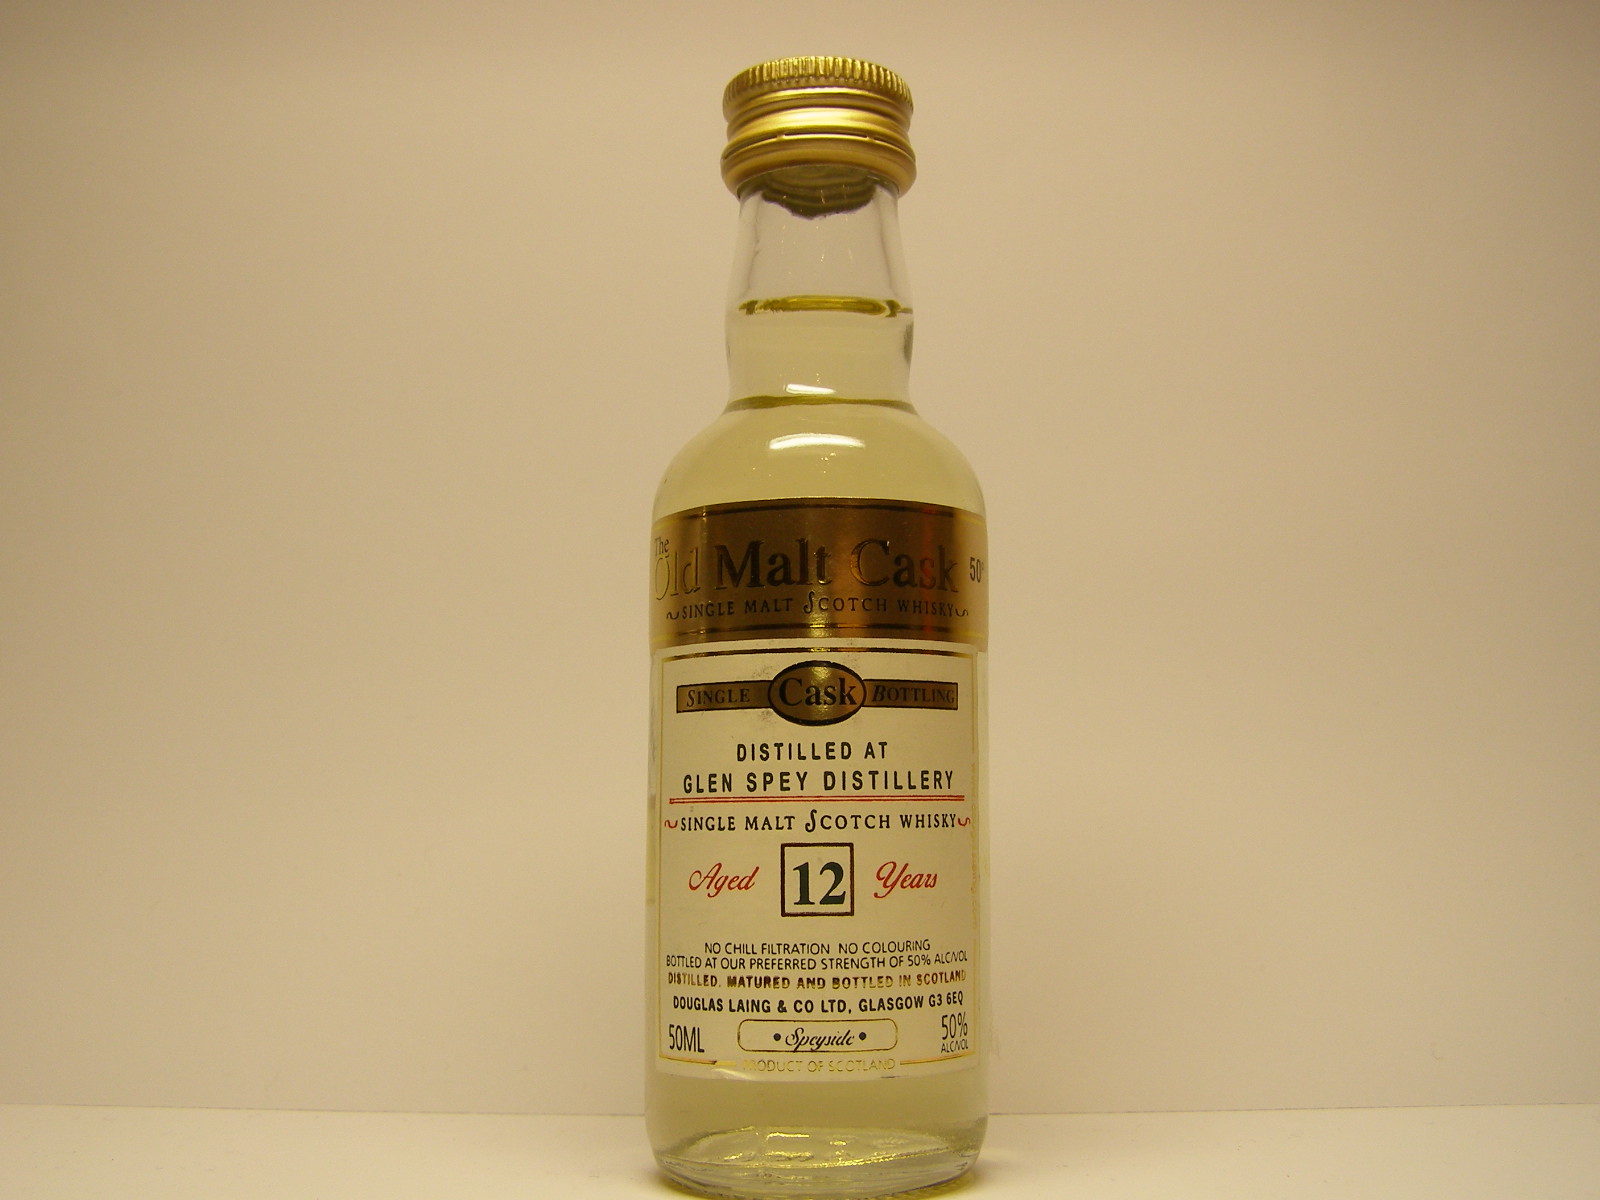 The
Old Malt Cask 50°
SINGLE MALT SCOTCH WHISKY
SINGLE Cask BOTTLING
DISTILLED AT
GLEN SPEY DISTILLERY
SINGLE MALT SCOTCH WHISKY
Aged 12 Years
NO CHILL FILTRATION NO COLOURING
BOTTLED AT OUR PREFERRED STRENGTH OF 50% ALC/VOL
DISTILLED, MATURED AND BOTTLED IN SCOTLAND
DOUGLAS LAING & CO LTD, GLASGOW G3 6EQ
50ML • Speyside • 50%
ALC/VOL
PRODUCT OF SCOTLAND